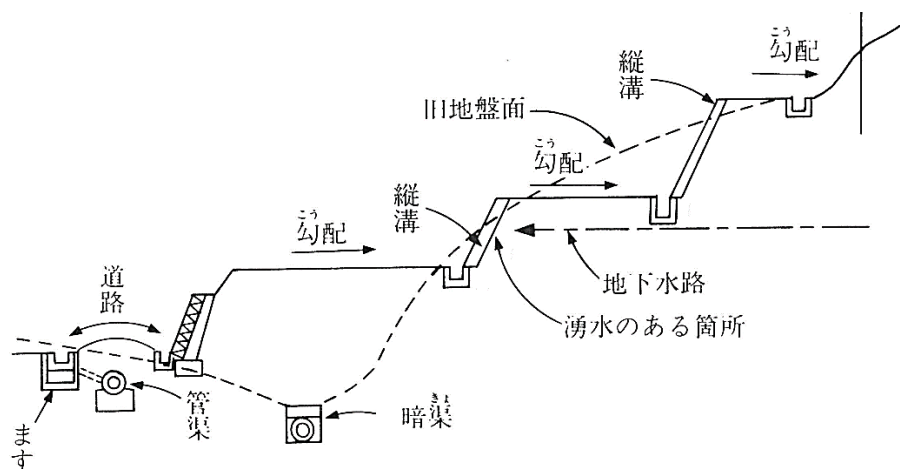 こう
勾配
縦溝
旧地盤面
こう
勾配
縦溝
こう
勾配
地下水路
湧水のある箇所
道路
管渠
きょ
暗渠
ます